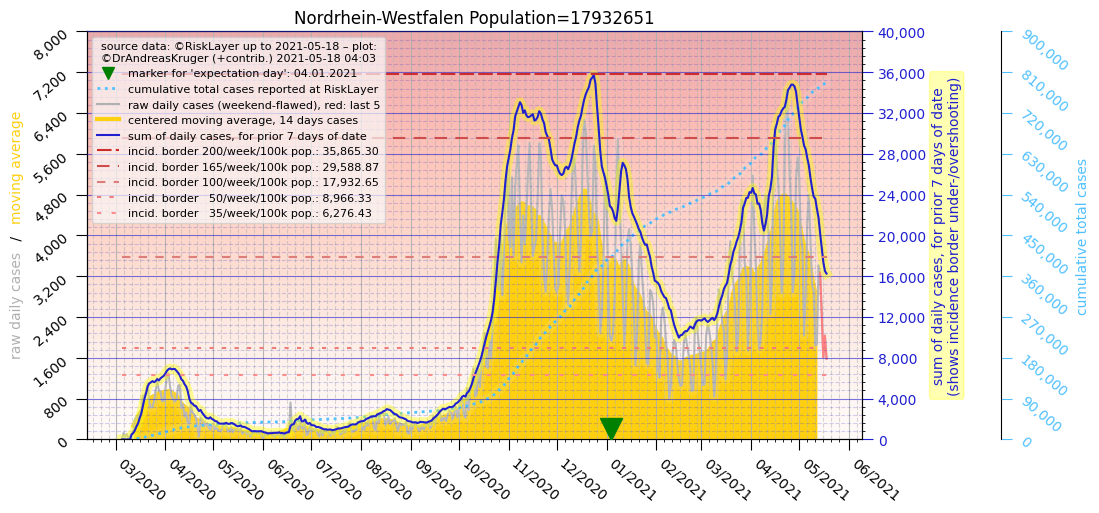 Nordrhein-Westfalen Population=17932651
source data: ©RiskLayer up to 2021-05-18 – plot:
©DrAndreasKruger (+contrib.) 2021-05-18 04:03
marker for 'expectation day': 04.01.2021
cumulative total cases reported at RiskLayer
raw daily cases (weekend-flawed), red: last 5
centered moving average, 14 days cases
sum of daily cases, for prior 7 days of date
incid. border 200/week/100k pop.: 35,865.30
incid. border 165/week/100k pop.: 29,588.87
incid. border 100/week/100k pop.: 17,932.65
incid. border   50/week/100k pop.: 8,966.33
incid. border   35/week/100k pop.: 6,276.43
raw daily cases / moving average
8,000
7,200
6,400
5,600
4,800
4,000
3,200
2,400
1,600
800
0
03/2020
04/2020
05/2020
06/2020
07/2020
08/2020
09/2020
10/2020
11/2020
12/2020
01/2021
02/2021
03/2021
04/2021
05/2021
06/2021
40,000
36,000
32,000
28,000
24,000
20,000
16,000
12,000
8,000
4,000
0
sum of daily cases, for prior 7 days of date
(shows incidence border under-/overshooting)
900,000
810,000
720,000
630,000
540,000
450,000
360,000
270,000
180,000
90,000
0
cumulative total cases